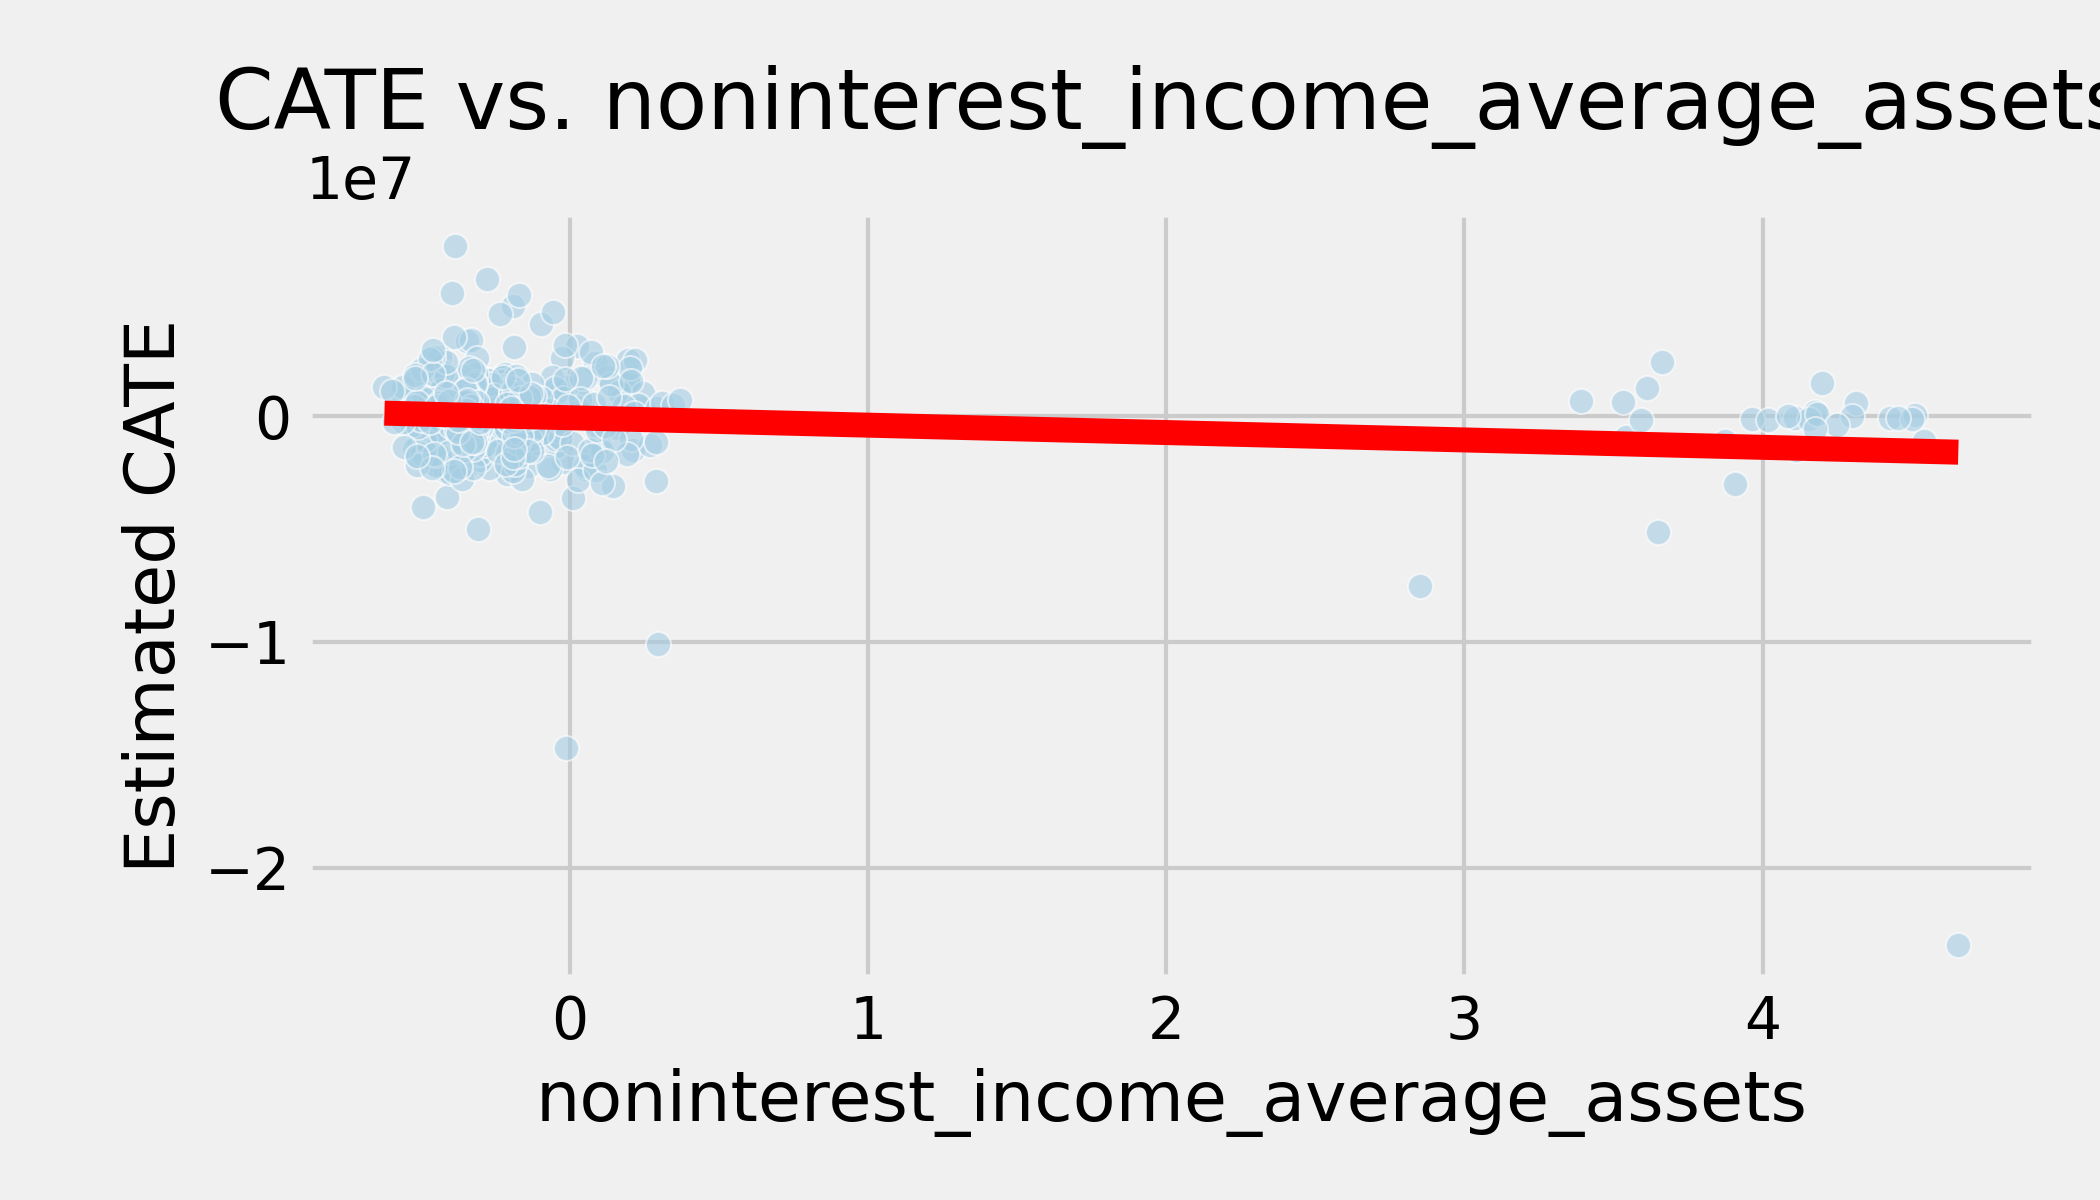 CATE vs. noninterest_income_average_assets
1e7
Estimated CATE
0
−1
−2
0 1 2 3 4
noninterest_income_average_assets